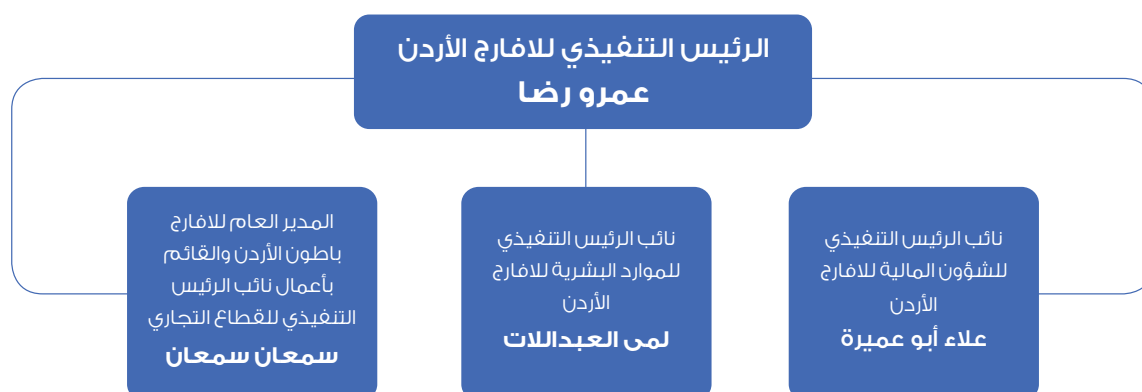 الرئيس التنفيذي للافارج الأردن
عمرو رضا
نائب الرئيس التنفيذي
للشؤون المالية للافارج
الأردن
علاء أبو عميرة
نائب الرئيس التنفيذي
للموارد البشرية للافارج
الأردن
لمى العبداللات
المدير العام للافارج
باطون الأردن والقائم
بأعمال نائب الرئيس
التنفيذي للقطاع التجاري
سمعان سمعان